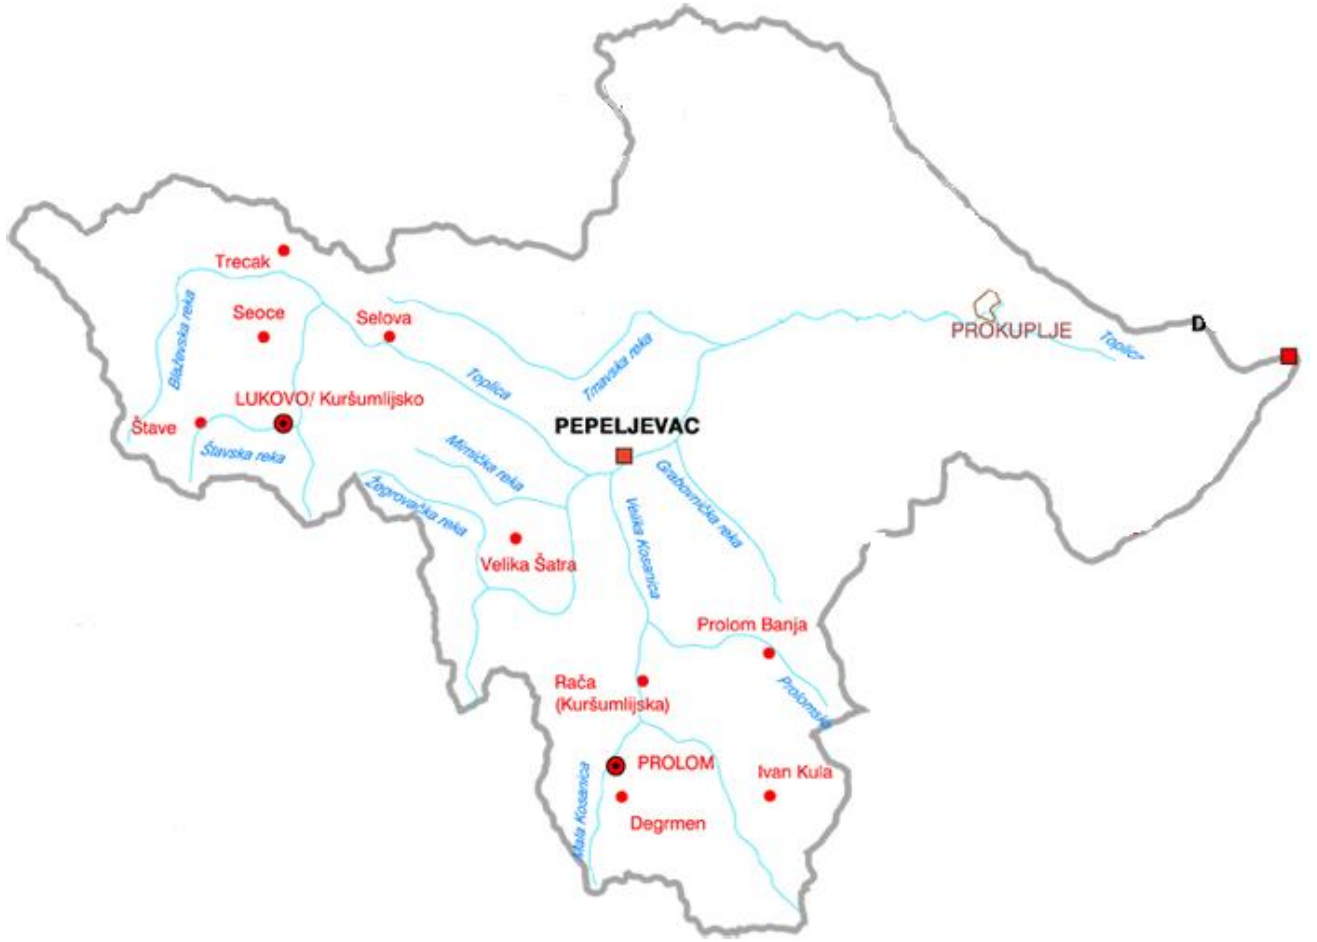 Trecak
Seoce
Selova
Blaževska reka
Toplica
Trnavska reka
PROKUPLJE
Toplica
D
LUKOVO/ Kuršumlijsko
Štave
Štavska reka
PEPELJEVAC
Mirnička reka
Žegrovačka reka
Grabovnička reka
Velika Kosanica
Velika Šatra
Prolom Banja
Rača
(Kuršumlijska)
Prolomska
PROLOM
Ivan Kula
Mala Kosanica
Degrmen